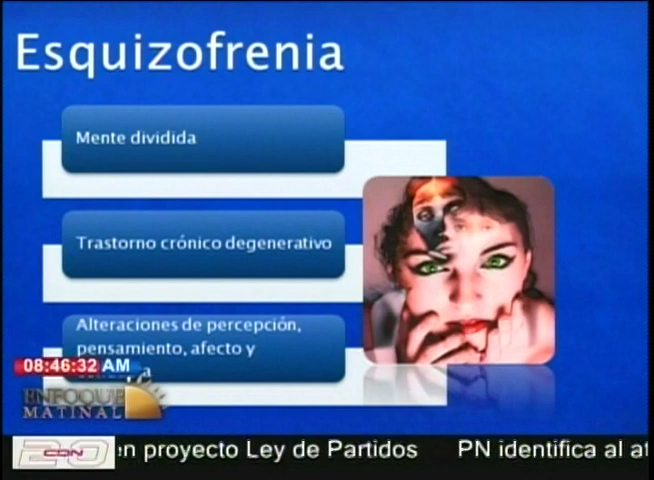 Esquizofrenia
Mente dividida
Trastorno crónico degenerativo
Alteraciones de percepción,
pensamiento, afecto y
08:46:32 AM
ENFOQUE
MATINAL
CDN
en proyecto Ley de Partidos PN identifica al